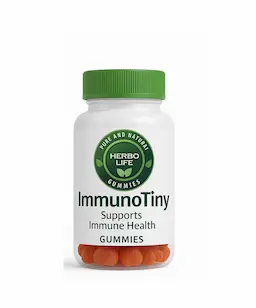 PURE AND NATURAL
HERBO
LIFE
GUMMIES
ImmunoTiny
Supports
Immune Health
GUMMIES